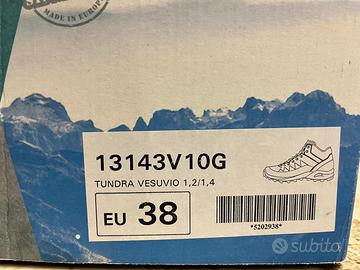 MADE IN EUROPE
13143V10G
TUNDRA VESUVIO 1,2/1,4
EU 38
*5202938*
subito